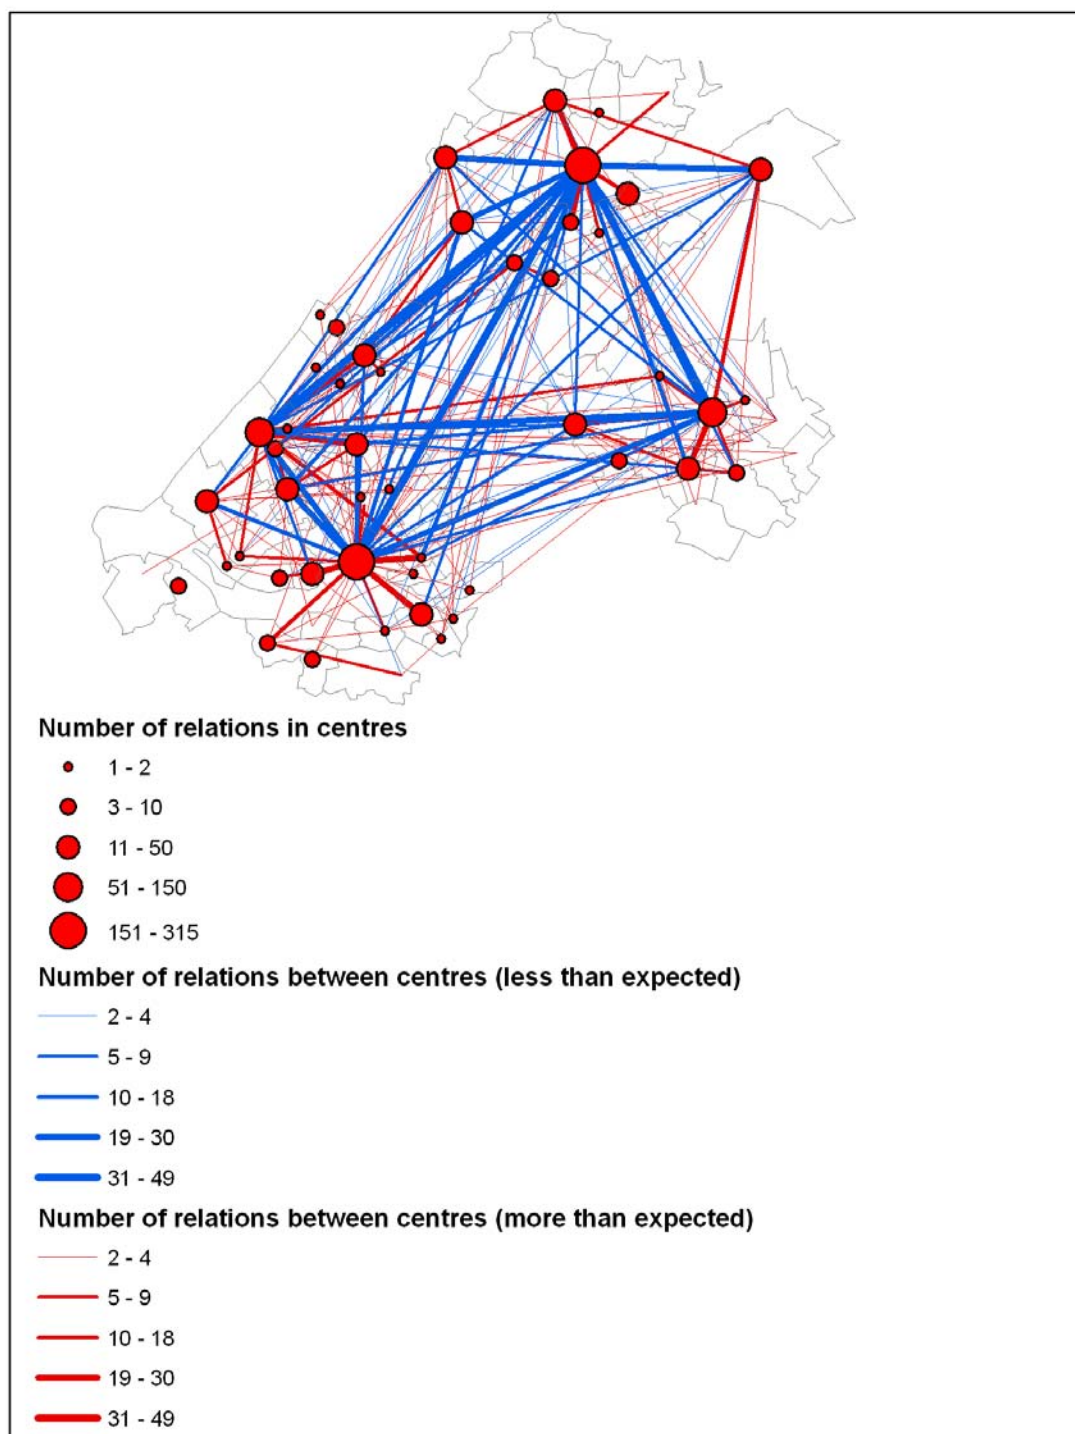 Number of relations in centres
1 - 2
3 - 10
11 - 50
51 - 150
151 - 315
Number of relations between centres (less than expected)
2 - 4
5 - 9
10 - 18
19 - 30
31 - 49
Number of relations between centres (more than expected)
2 - 4
5 - 9
10 - 18
19 - 30
31 - 49